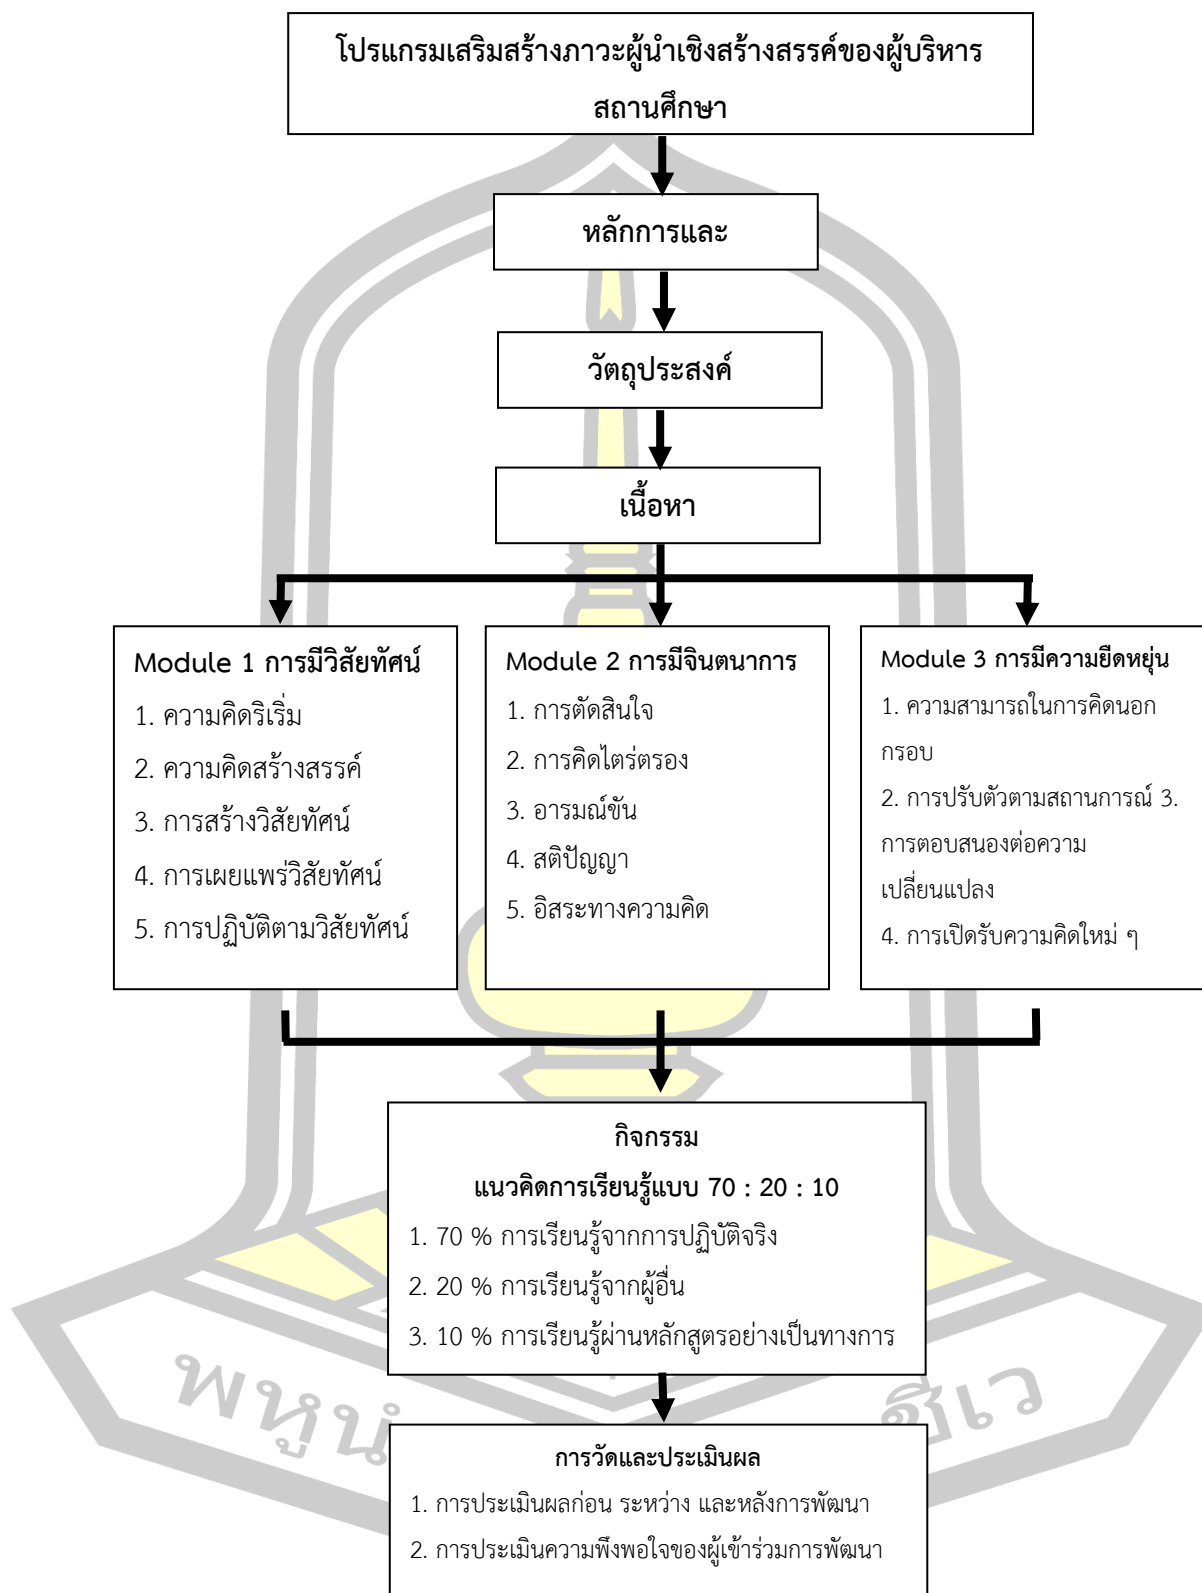 โปรแกรมเสริมสร้างภาวะผู้นำเชิงสร้างสรรค์ของผู้บริหาร
สถานศึกษา
หลักการและ
วัตถุประสงค์
เนื้อหา
Module 1 การมีวิสัยทัศน์
1. ความคิดริเริ่ม
2. ความคิดสร้างสรรค์
3. การสร้างวิสัยทัศน์
4. การเผยแพร่วิสัยทัศน์
5. การปฏิบัติตามวิสัยทัศน์
Module 2 การมีจินตนาการ
1. การตัดสินใจ
2. การคิดไตร่ตรอง
3. อารมณ์ขัน
4. สติปัญญา
5. อิสระทางความคิด
Module 3 การมีความยืดหยุ่น
1. ความสามารถในการคิดนอก
กรอบ
2. การปรับตัวตามสถานการณ์ 3.
การตอบสนองต่อความ
เปลี่ยนแปลง
4. การเปิดรับความคิดใหม่ ๆ
กิจกรรม
แนวคิดการเรียนรู้แบบ 70 : 20 : 10
1. 70 % การเรียนรู้จากการปฏิบัติจริง
2. 20 % การเรียนรู้จากผู้อื่น
3. 10 % การเรียนรู้ผ่านหลักสูตรอย่างเป็นทางการ
พหุน
ชีเว
การวัดและประเมินผล
1. การประเมินผลก่อน ระหว่าง และหลังการพัฒนา
2. การประเมินความพึงพอใจของผู้เข้าร่วมการพัฒนา